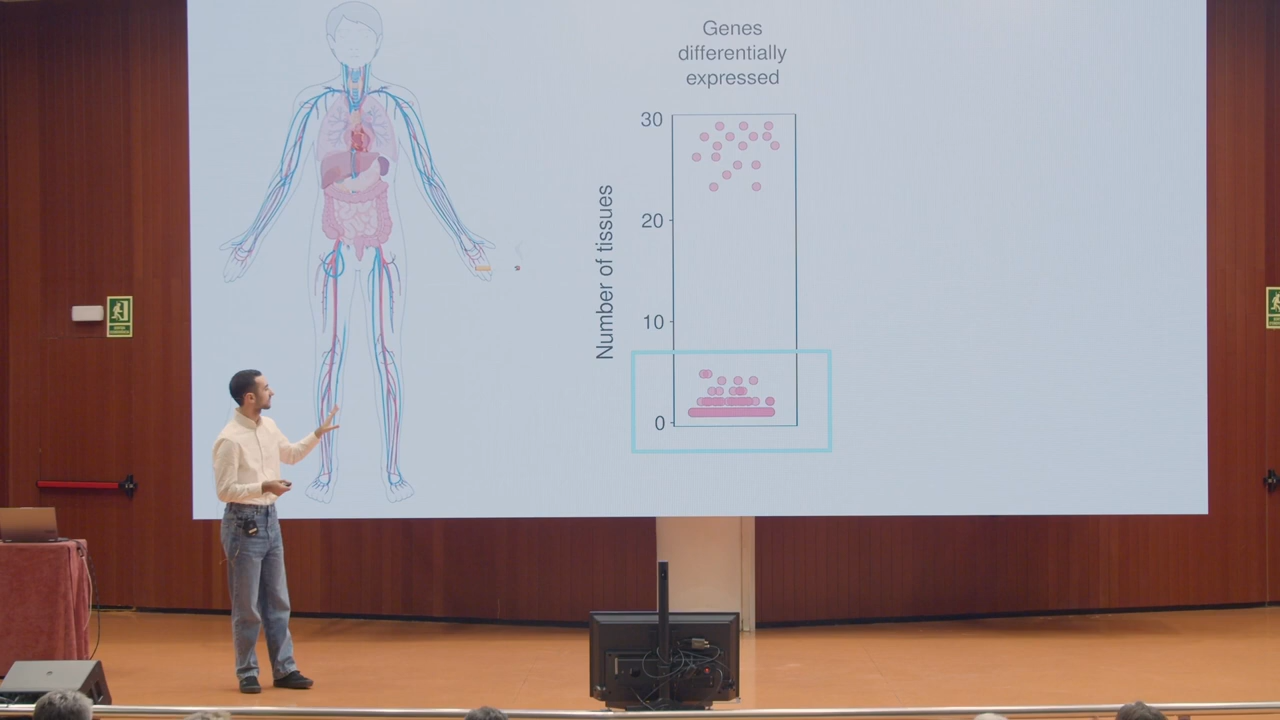 Genes
differentially
expressed
Number of tissues
30
20
10
0